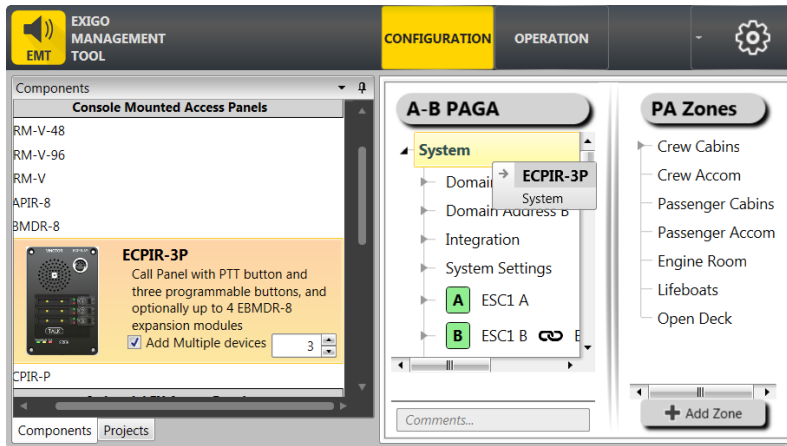 EXIGO
MANAGEMENT
TOOL
EMT
CONFIGURATION
OPERATION
Components
Console Mounted Access Panels
RM-V-48
RM-V-96
RM-V
APIR-8
BMDR-8
ECPIR-3P
Call Panel with PTT button and
three programmable buttons, and
optionally up to 4 EBMDR-8
expansion modules
Add Multiple devices 3
TALK
CPIR-P
Components Projects
A-B PAGA
System
Domain
Domain Address B
Integration
System Settings
A ESC1 A
B ESC1 B
ECPIR-3P
System
Comments...
PA Zones
Crew Cabins
Crew Accom
Passenger Cabins
Passenger Accom
Engine Room
Lifeboats
Open Deck
Add Zone